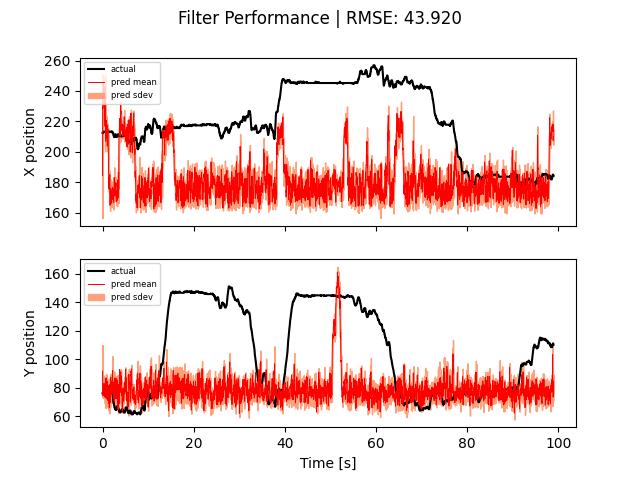 Filter Performance | RMSE: 43.920
260
240
220
200
180
160
X position
actual
pred mean
pred sdev
160
140
120
100
80
60
Y position
actual
pred mean
pred sdev
0
20
40
60
80
100
Time [s]